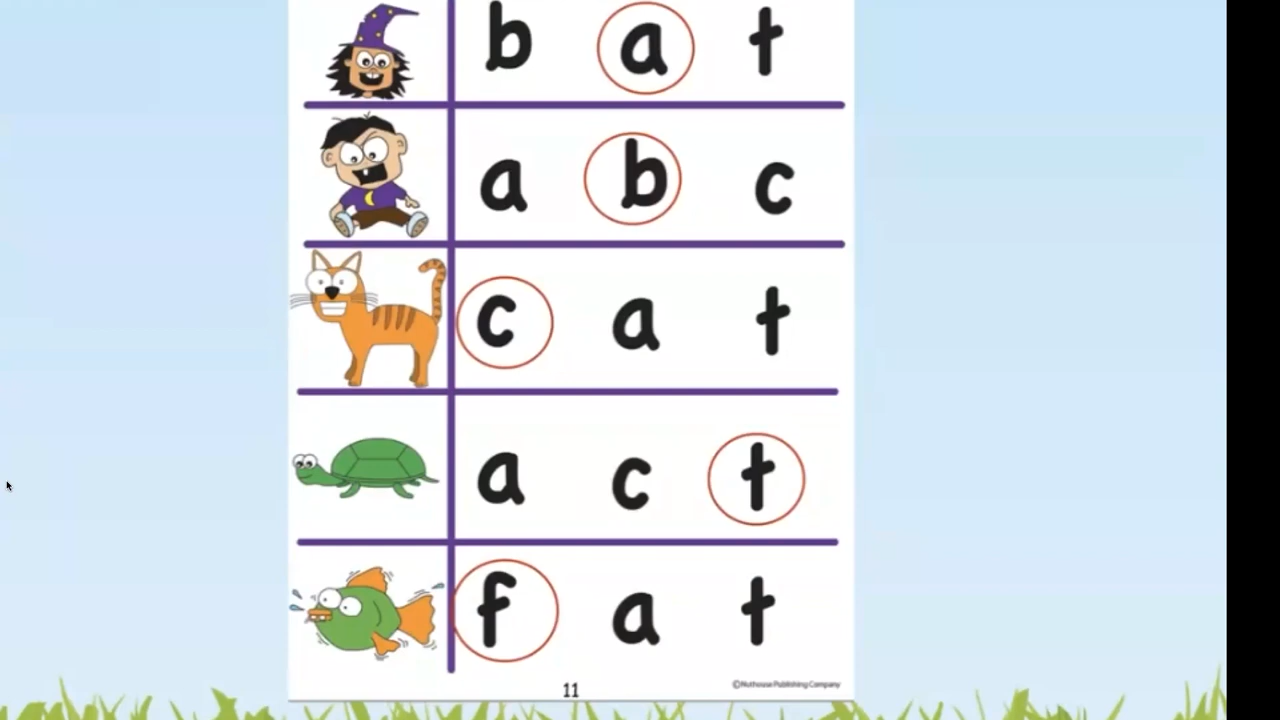 b a t
a b c
c a t
a c t
f a t
11
©Nuthouse Publishing Company